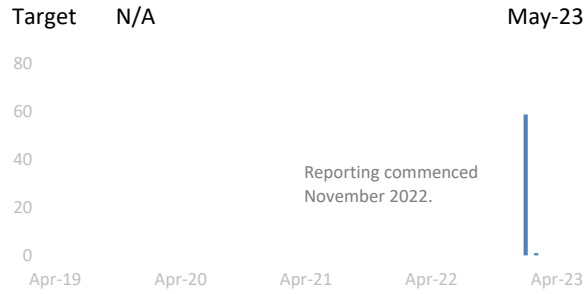 Target N/A May-23
80
60
40
Reporting commenced
November 2022.
20
0
Apr-19 Apr-20 Apr-21 Apr-22 Apr-23